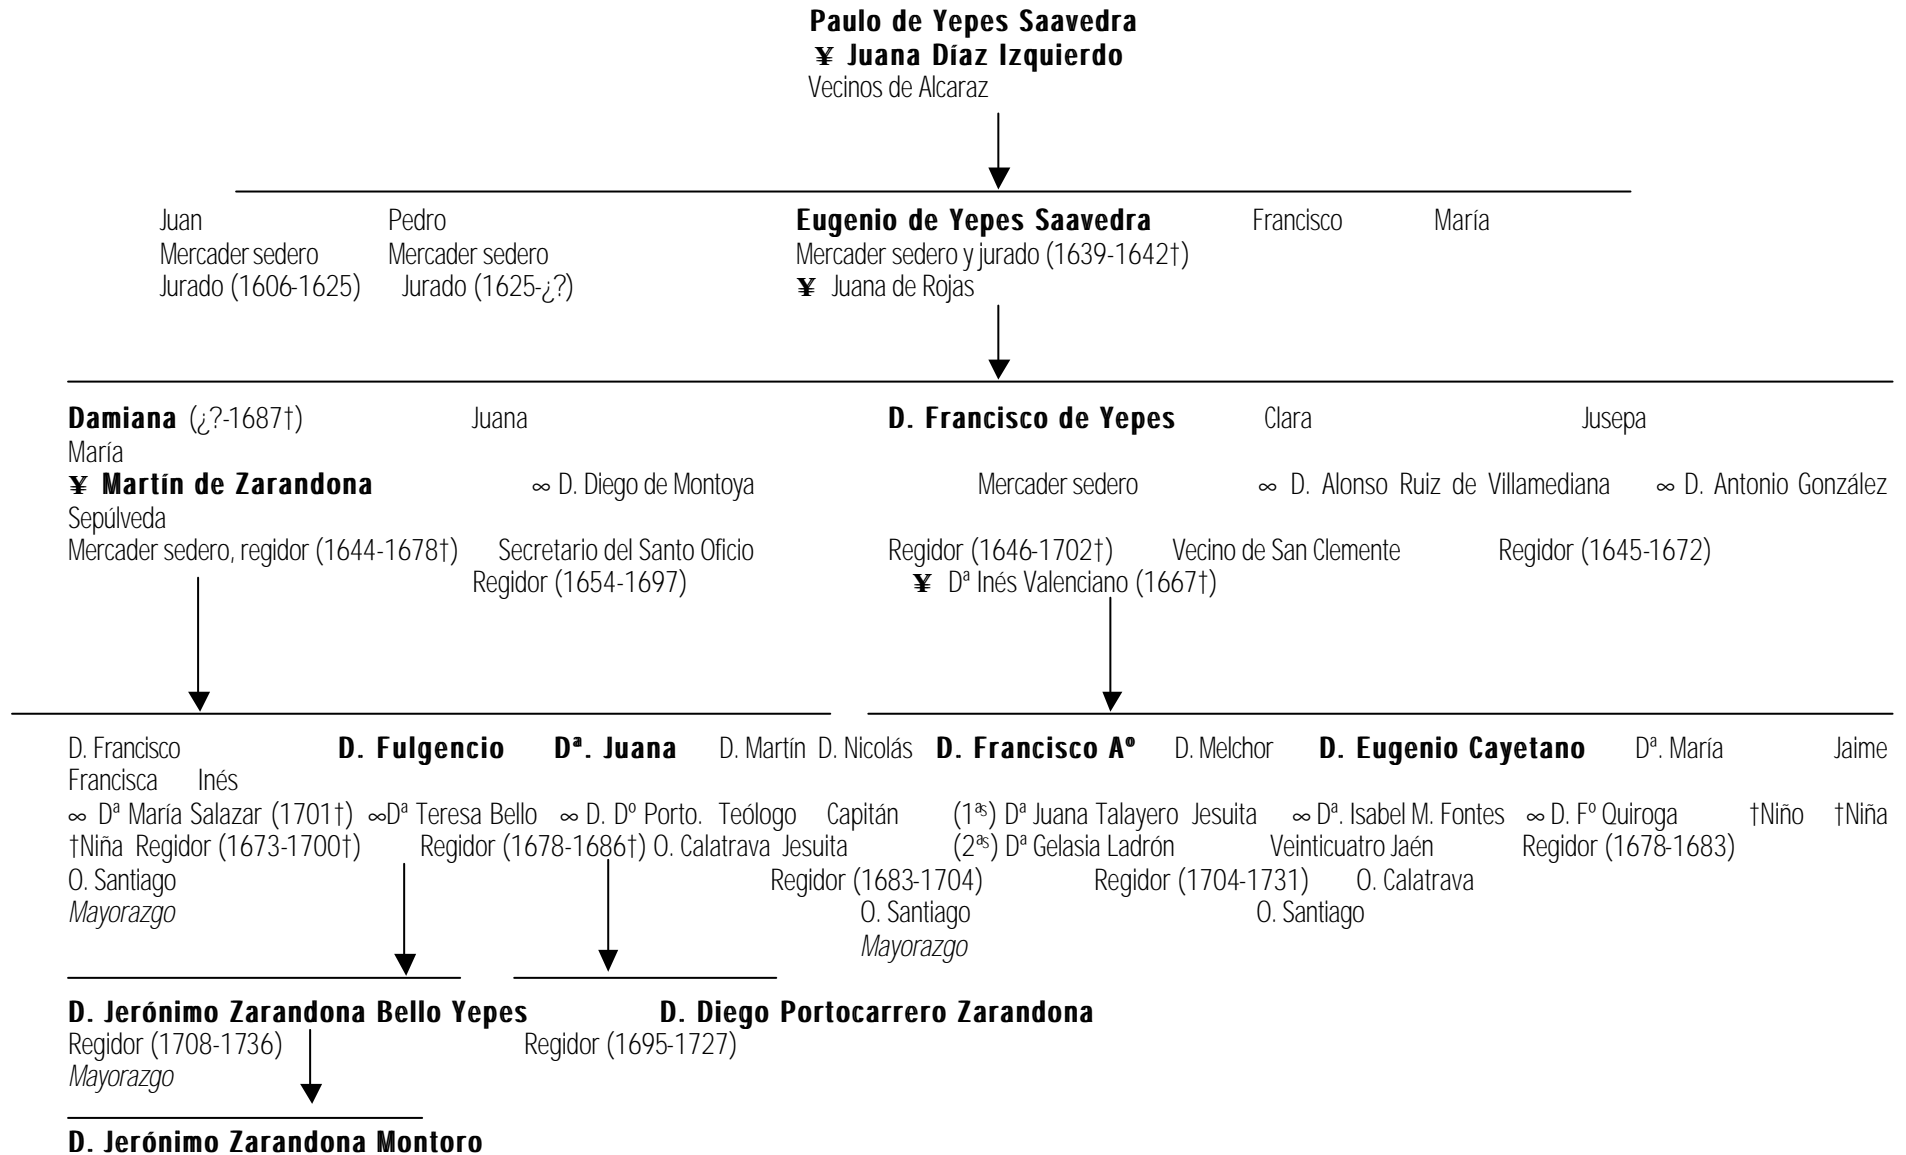 Paulo de Yepes Saavedra
¥ Juana Díaz Izquierdo
Vecinos de Alcaraz
Juan Pedro Eugenio de Yepes Saavedra Francisco María
Mercader sedero Mercader sedero Mercader sedero y jurado (1639-1642†)
Jurado (1606-1625) Jurado (1625-¿?) ¥ Juana de Rojas
Damiana (¿?-1687†) Juana D. Francisco de Yepes Clara Jusepa
María
¥ Martín de Zarandona ∞ D. Diego de Montoya Mercader sedero ∞ D. Alonso Ruiz de Villamediana ∞ D. Antonio González
Sepúlveda
Mercader sedero, regidor (1644-1678†) Secretario del Santo Oficio Regidor (1646-1702†) Vecino de San Clemente Regidor (1645-1672)
Regidor (1654-1697) ¥ Dª Inés Valenciano (1667†)
D. Francisco D. Fulgencio Dª. Juana D. Martín D. Nicolás D. Francisco Aº D. Melchor D. Eugenio Cayetano Dª. María Jaime
Francisca Inés
∞ Dª María Salazar (1701†) ∞Dª Teresa Bello ∞ D. Dº Porto. Teólogo Capitán (1ªs) Dª Juana Talayero Jesuita ∞ Dª. Isabel M. Fontes ∞ D. Fº Quiroga †Niño †Niña
†Niña Regidor (1673-1700†) Regidor (1678-1686†) O. Calatrava Jesuita (2ªs) Dª Gelasia Ladrón Veinticuatro Jaén Regidor (1678-1683)
O. Santiago Regidor (1683-1704) Regidor (1704-1731) O. Calatrava
Mayorazgo O. Santiago O. Santiago
Mayorazgo
D. Jerónimo Zarandona Bello Yepes D. Diego Portocarrero Zarandona
Regidor (1708-1736) Regidor (1695-1727)
Mayorazgo
D. Jerónimo Zarandona Montoro